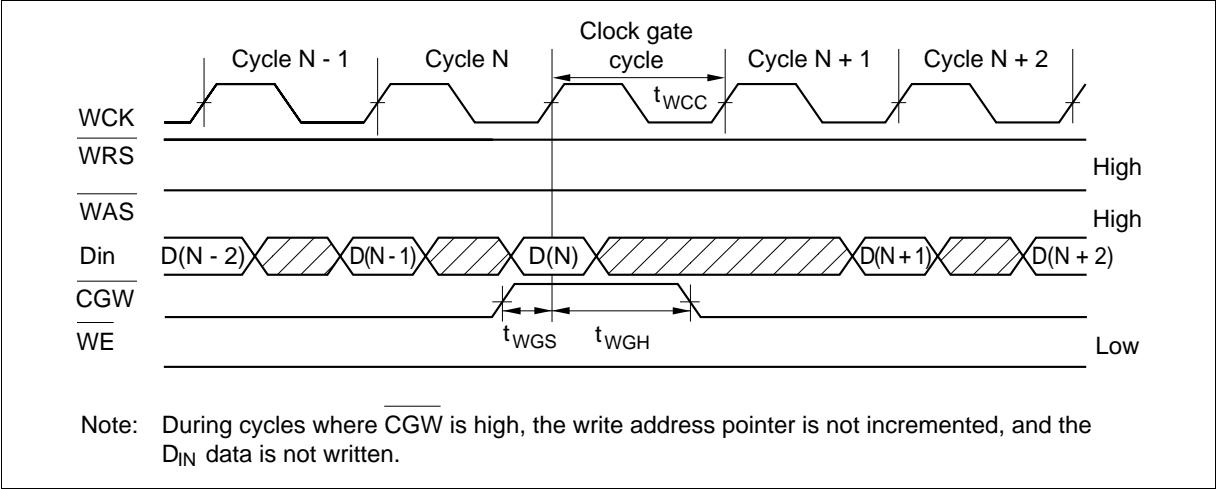 Clock gate
Cycle N - 1 Cycle N cycle Cycle N + 1 Cycle N + 2
tWCC
WCK
WRS
High
WAS
High
Din D(N - 2) D(N - 1) D(N) D(N + 1) D(N + 2)
CGW
tWGS tWGH
WE
Low
Note: During cycles where CGW is high, the write address pointer is not incremented, and the
DIN data is not written.